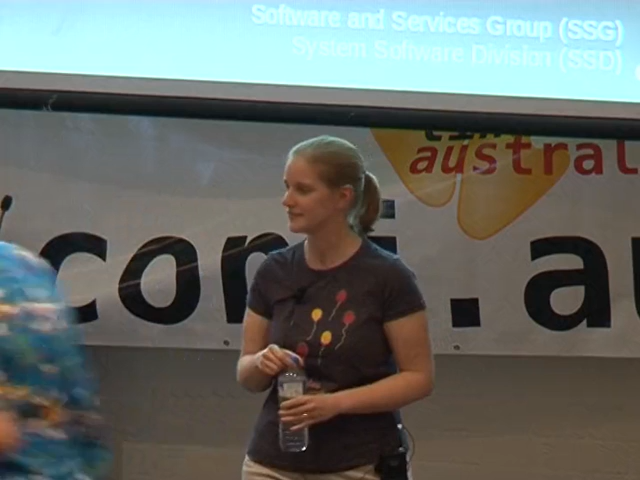 Software and Services Group (SSG)
System Software Division (SSD)
austral
conf.au